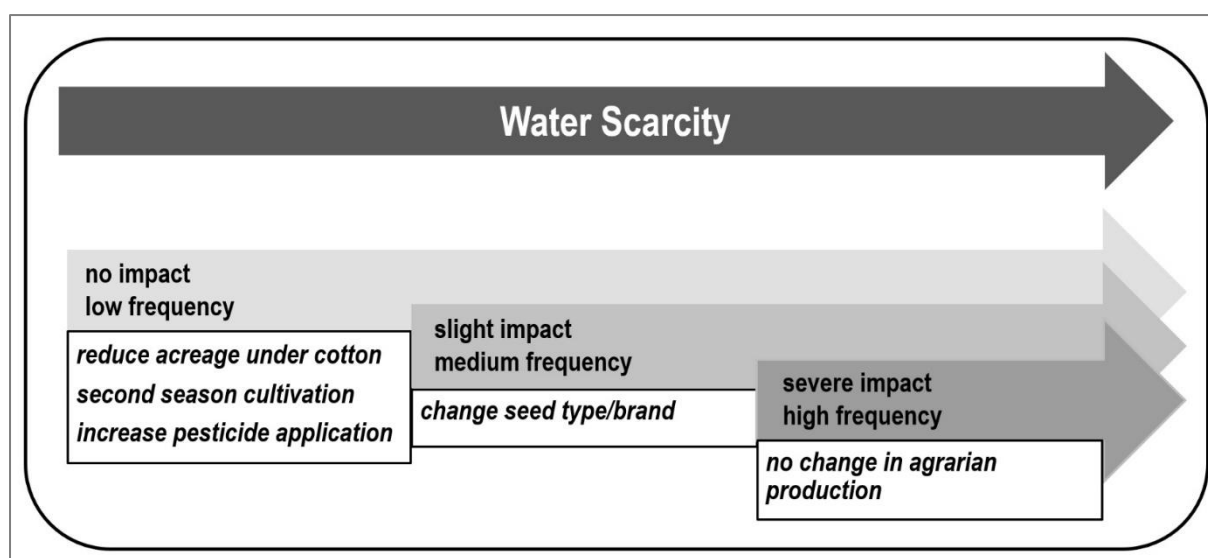 Water Scarcity
no impact
low frequency
reduce acreage under cotton
second season cultivation
increase pesticide application
slight impact
medium frequency
change seed type/brand
severe impact
high frequency
no change in agrarian
production